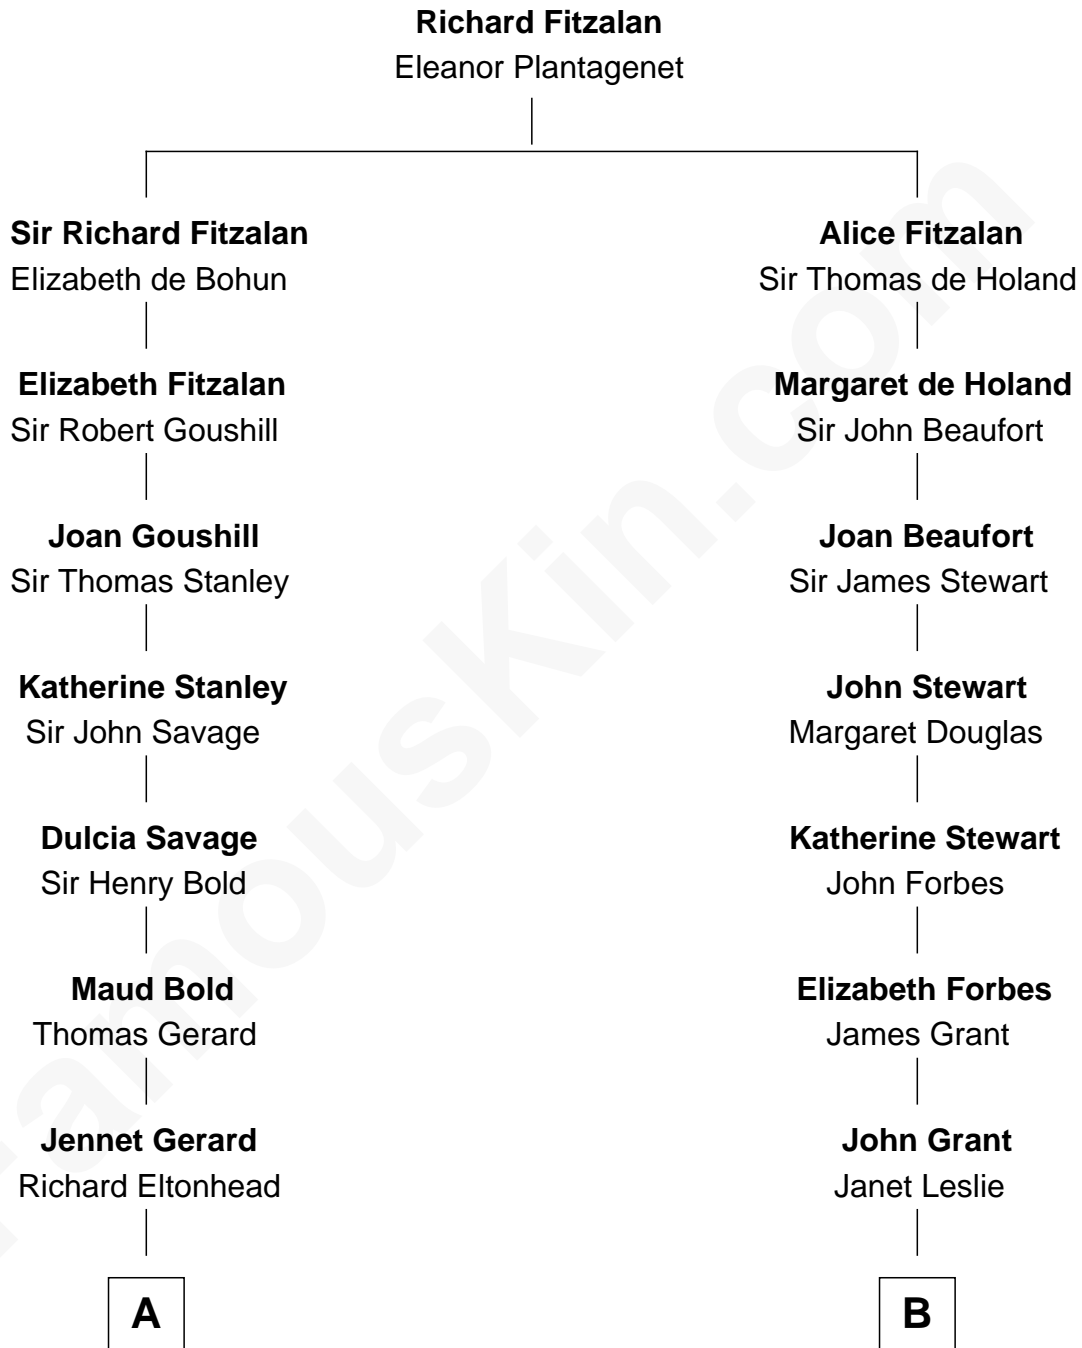 Richard Fitzalan
Eleanor Plantagenet
Sir Richard Fitzalan
Elizabeth de Bohun
Elizabeth Fitzalan
Sir Robert Goushill
Joan Goushill
Sir Thomas Stanley
Katherine Stanley
Sir John Savage
Dulcia Savage
Sir Henry Bold
Maud Bold
Thomas Gerard
Jennet Gerard
Richard Eltonhead
A
Alice Fitzalan
Sir Thomas de Holand
Margaret de Holand
Sir John Beaufort
Joan Beaufort
Sir James Stewart
John Stewart
Margaret Douglas
Katherine Stewart
John Forbes
Elizabeth Forbes
James Grant
John Grant
Janet Leslie
B
FamousKin.com